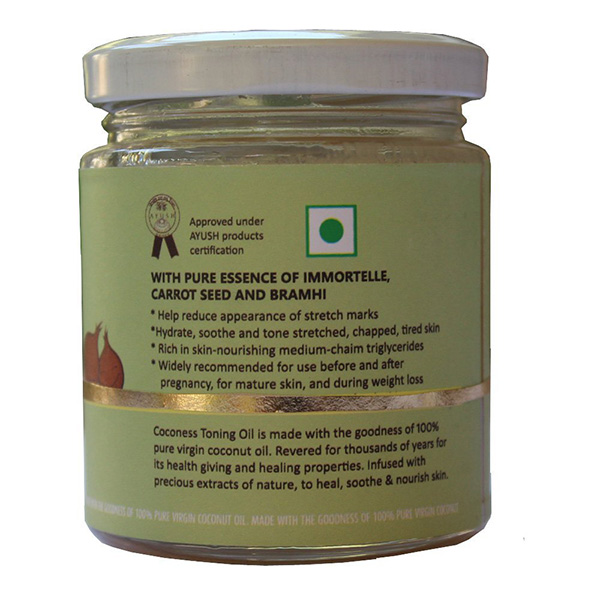 AYUSH
Approved under
AYUSH products
certification
WITH PURE ESSENCE OF IMMORTELLE,
CARROT SEED AND BRAMHI
* Help reduce appearance of stretch marks
*Hydrate, soothe and tone stretched, chapped, tired skin
* Rich in skin-nourishing medium-chaim triglycerides
* Widely recommended for use before and after
pregnancy, for mature skin, and during weight loss
Coconess Toning Oil is made with the goodness of 100%
pure virgin coconut oil. Revered for thousands of years for
its health giving and healing properties. Infused with
precious extracts of nature, to heal, soothe & nourish skin.
GOODNESS OF 100% PURE VIRGIN COCONUT OIL. MADE WITH THE GOODNESS OF 100% PURE VIRGIN COCONUT